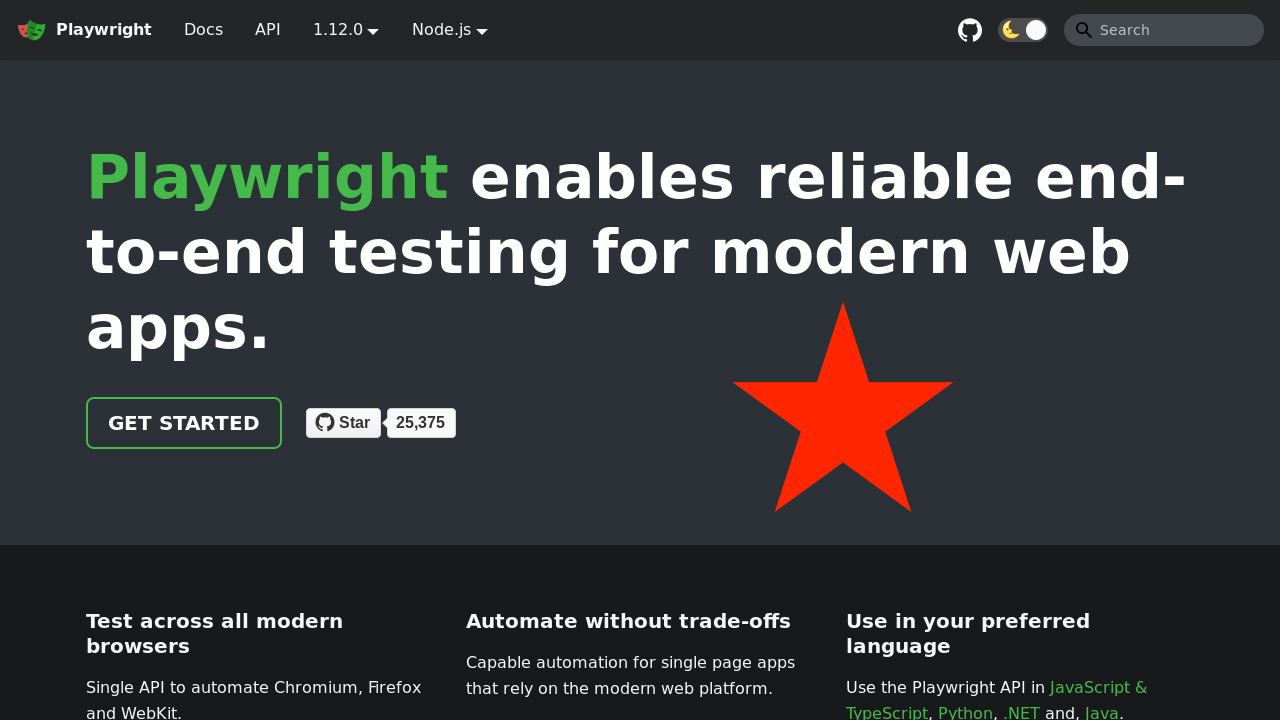 Playwright Docs API 1.12.0 Node.js Search
Playwright enables reliable end-
to-end testing for modern web
apps.
GET STARTED Star 25,375
Test across all modern
browsers
Single API to automate Chromium, Firefox
and WebKit.
Automate without trade-offs
Capable automation for single page apps
that rely on the modern web platform.
Use in your preferred
language
Use the Playwright API in JavaScript &
TypeScript, Python, .NET and, Java.